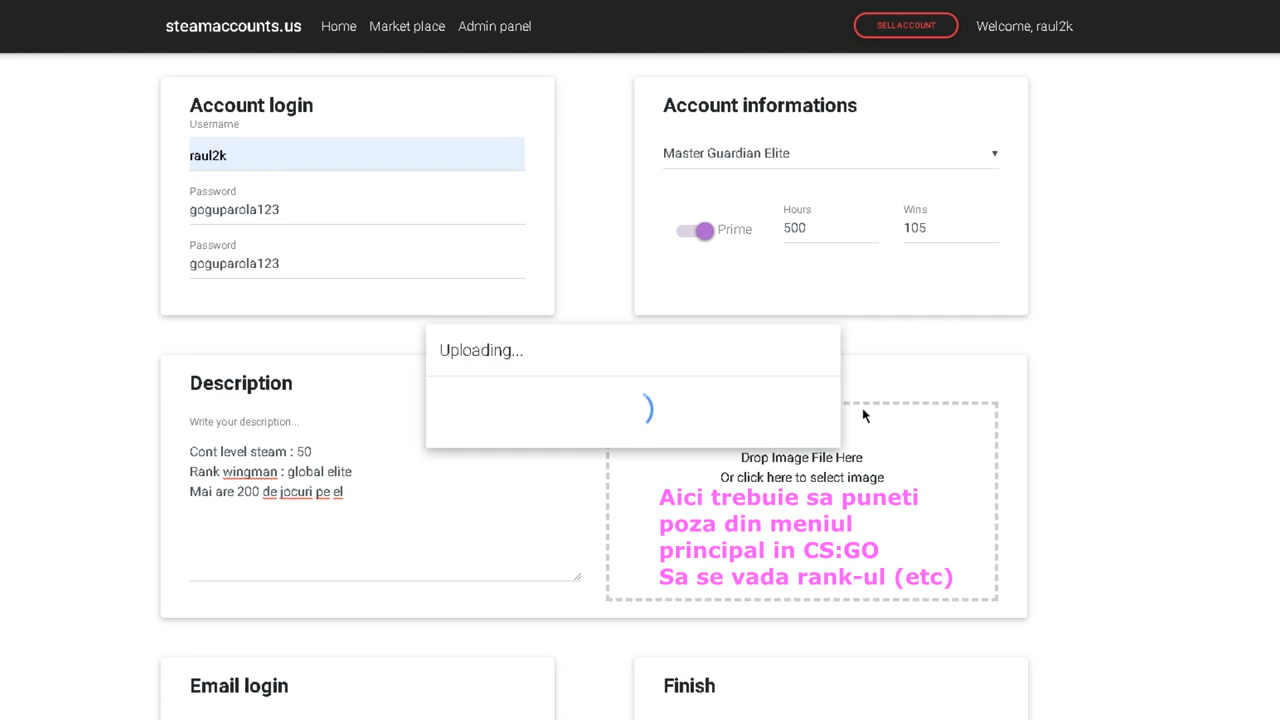 steamaccounts.us Home Market place Admin panel SELL ACCOUNT Welcome, raul2k
Account login
Username
raul2k
Password
goguparola123
Password
goguparola123
Account informations
Master Guardian Elite
Prime
Hours
500
Wins
105
Uploading...
Description
Write your description...
Cont level steam : 50
Rank wingman : global elite
Mai are 200 de jocuri pe el
Drop Image File Here
Or click here to select image
Aici trebuie sa puneti
poza din meniul
principal in CS:GO
Sa se vada rank-ul (etc)
Email login
Finish